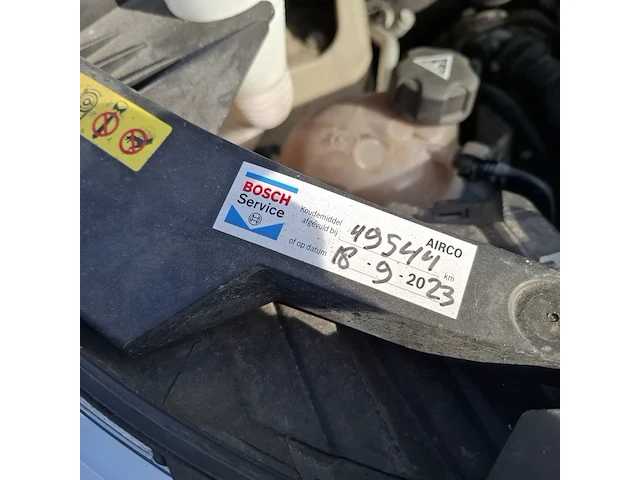 BOSCH
Service
AIRCO
Koudemiddel
afgevuld bij 49544 km
of op datum 18 - 9 - 2023